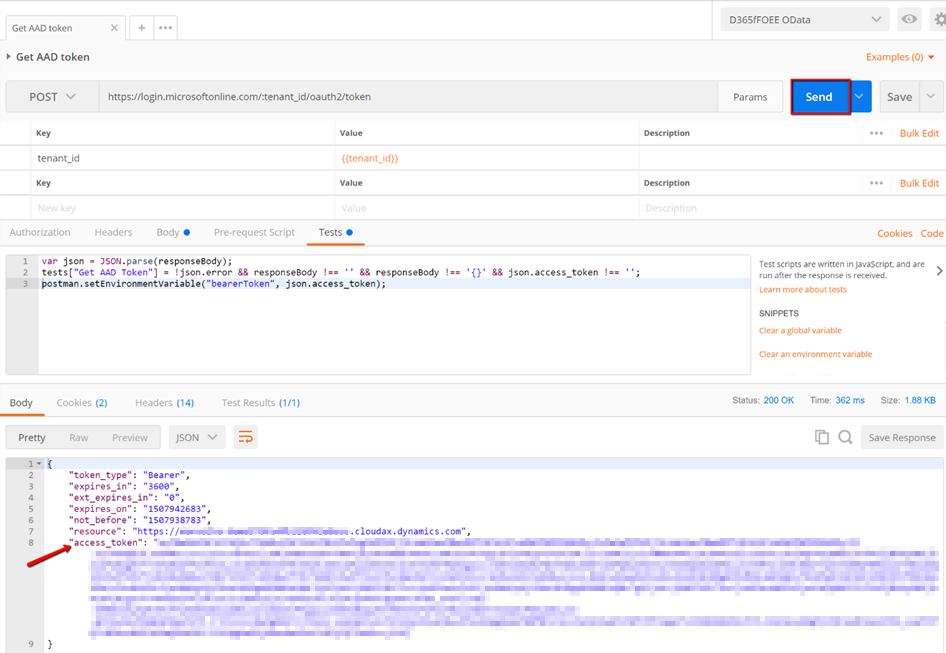 Get AAD token
D365fFOEE OData
Get AAD token
Examples (0)
POST https://login.microsoftonline.com/:tenant_id/oauth2/token Params Send Save
Key Value Description Bulk Edit
tenant_id {{tenant_id}}
Key Value Description Bulk Edit
New key Value Description
Authorization Headers Body Pre-request Script Tests Cookies Code
1 var json = JSON.parse(responseBody);
2 tests["Get AAD Token"] = !json.error && responseBody !== '' && responseBody !== '{}' && json.access_token !== '';
3 postman.setEnvironmentVariable("bearerToken", json.access_token);
Test scripts are written in JavaScript, and are
run after the response is received.
Learn more about tests
SNIPPETS
Clear a global variable
Clear an environment variable
Body Cookies (2) Headers (14) Test Results (1/1) Status: 200 OK Time: 362 ms Size: 1.88 KB
Pretty Raw Preview JSON Save Response
1 {
2 "token_type": "Bearer",
3 "expires_in": "3600",
4 "ext_expires_in": "0",
5 "expires_on": "1507942683",
6 "not_before": "1507938783",
7 "resource": "https:// .cloudax.dynamics.com",
8 "access_token": "
9 }